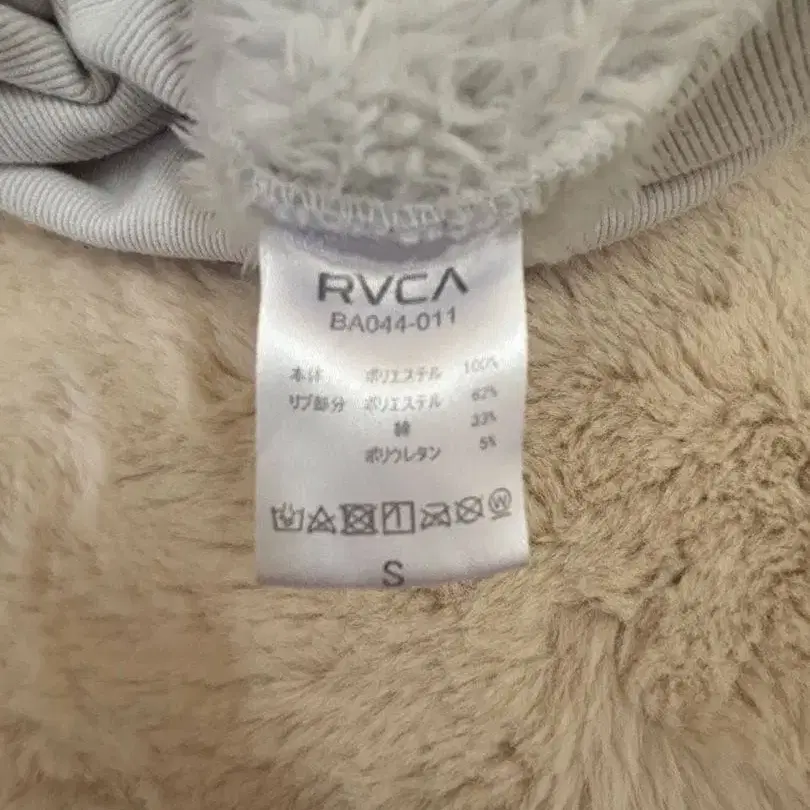 RVCA
BA044-011
本体 ポリエステル 100%
リブ部分 ポリエステル 62%
綿 33%
ポリウレタン 5%
W
S